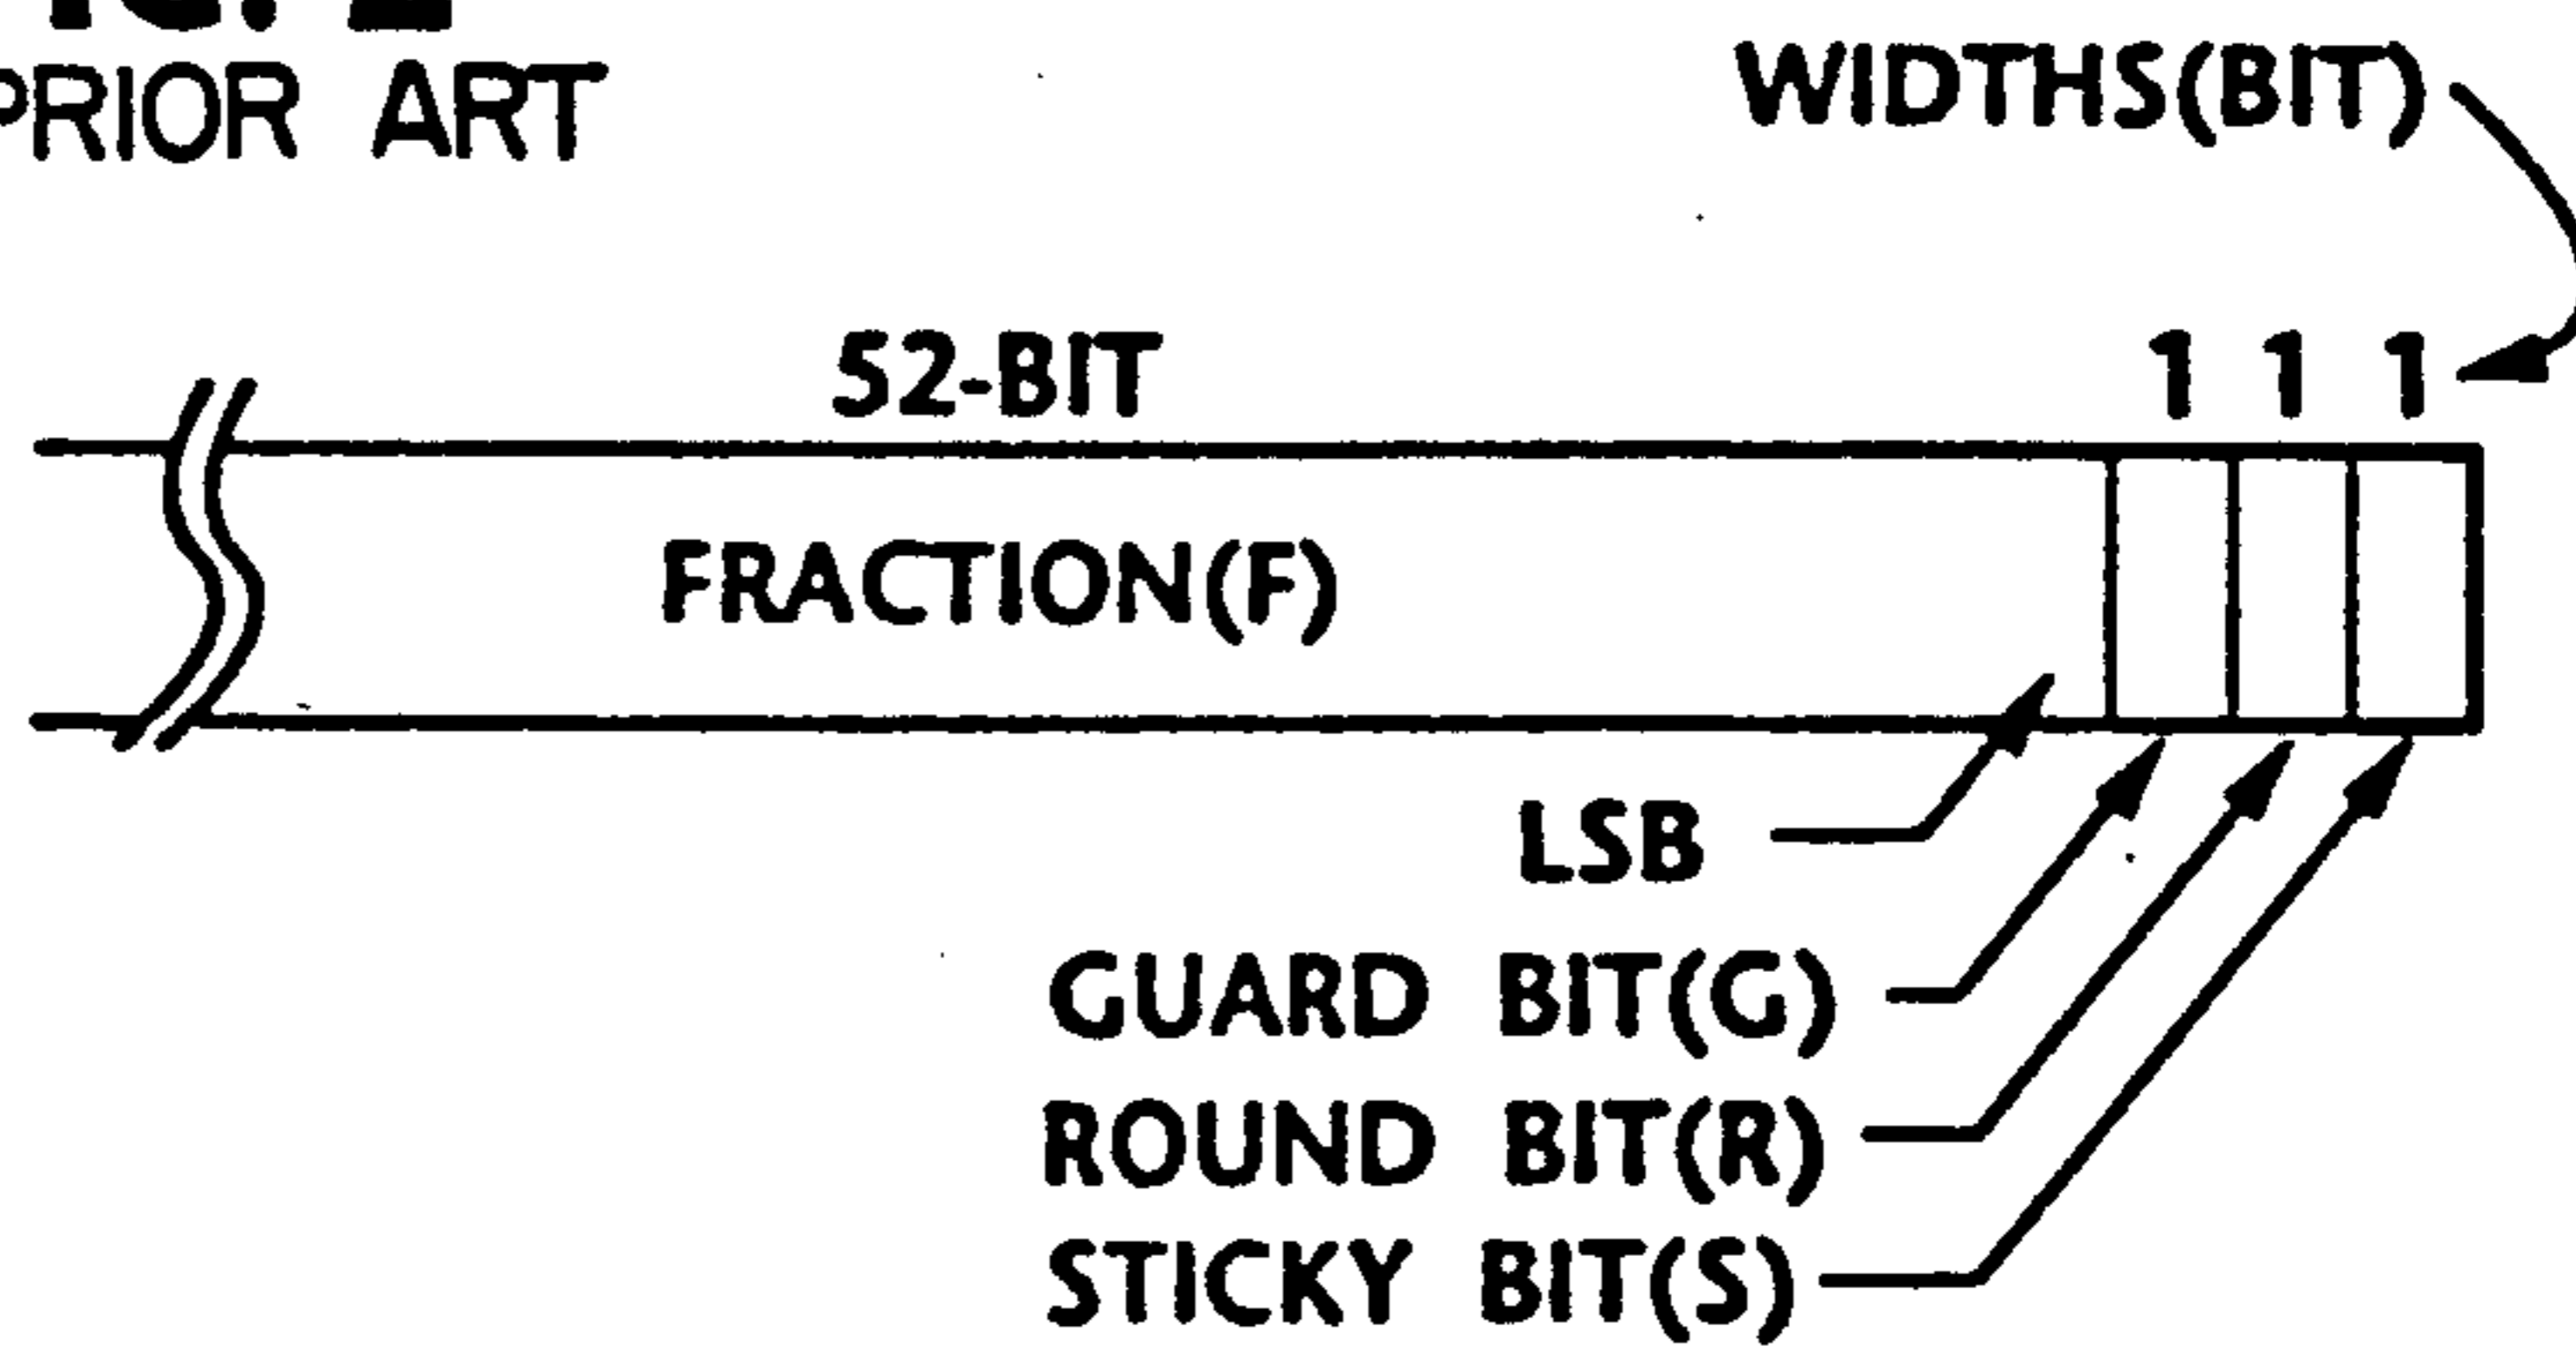 PRIOR ART
WIDTHS(BIT)
52-BIT
1 1 1
FRACTION(F)
LSB
GUARD BIT(G)
ROUND BIT(R)
STICKY BIT(S)